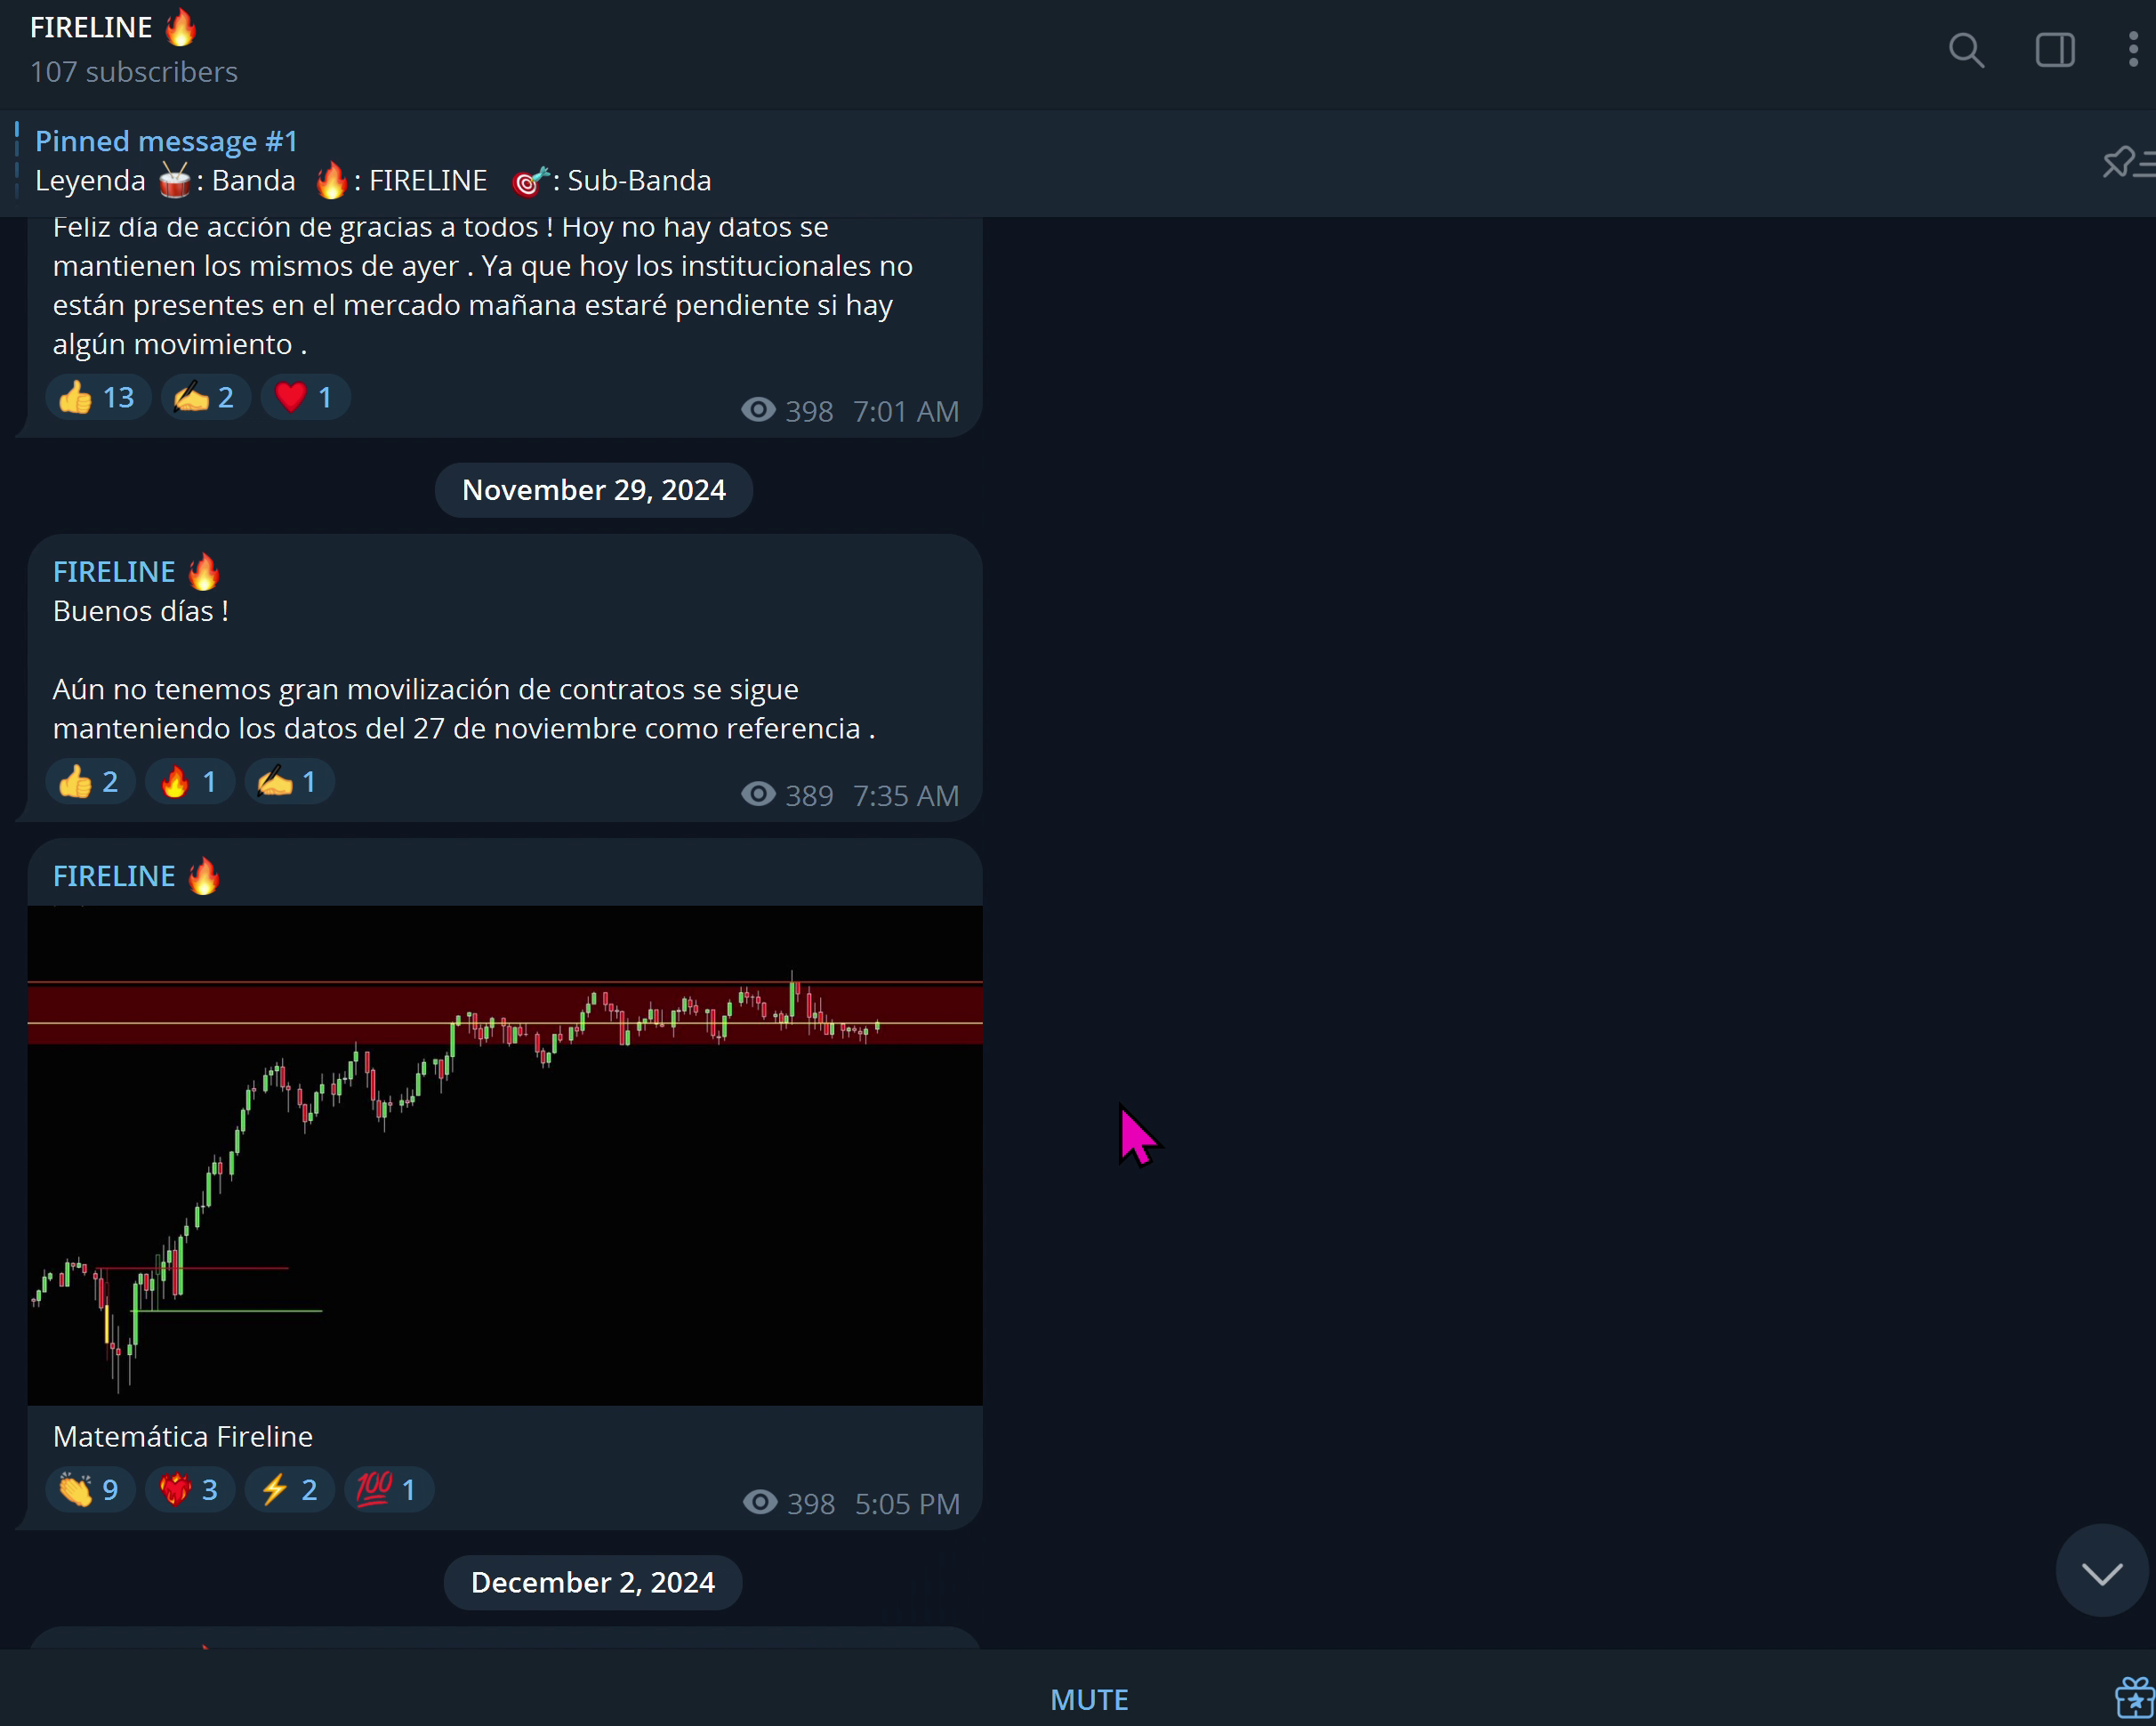 FIRELINE 🔥
107 subscribers
Pinned message #1
Leyenda 🥁: Banda 🔥: FIRELINE 🎯: Sub-Banda
Feliz día de acción de gracias a todos ! Hoy no hay datos se
mantienen los mismos de ayer . Ya que hoy los institucionales no
están presentes en el mercado mañana estaré pendiente si hay
algún movimiento .
👍 13 ✍️ 2 ❤️ 1 398 7:01 AM
November 29, 2024
FIRELINE 🔥
Buenos días !
Aún no tenemos gran movilización de contratos se sigue
manteniendo los datos del 27 de noviembre como referencia .
👍 2 🔥 1 ✍️ 1 389 7:35 AM
FIRELINE 🔥
Matemática Fireline
👏 9 ❤️‍🔥 3 ⚡ 2 💯 1 398 5:05 PM
December 2, 2024
MUTE